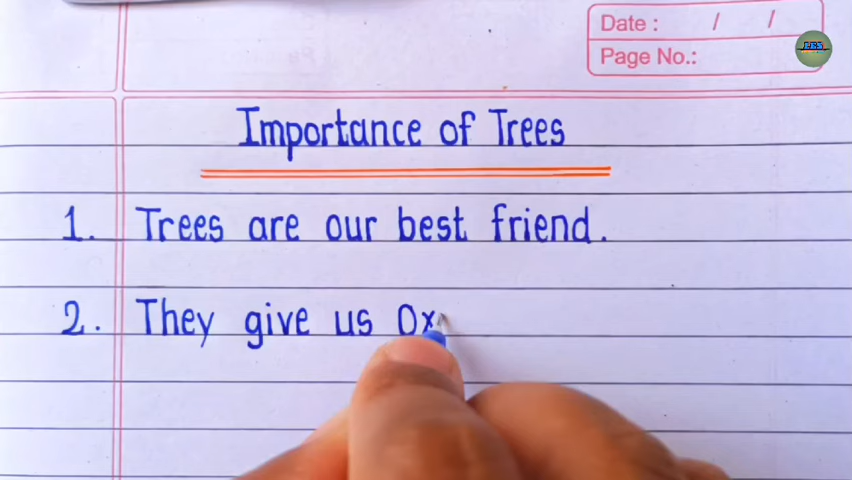 Date : / /
Page No.:
Importance of Trees
1. Trees are our best friend.
2. They give us Ox